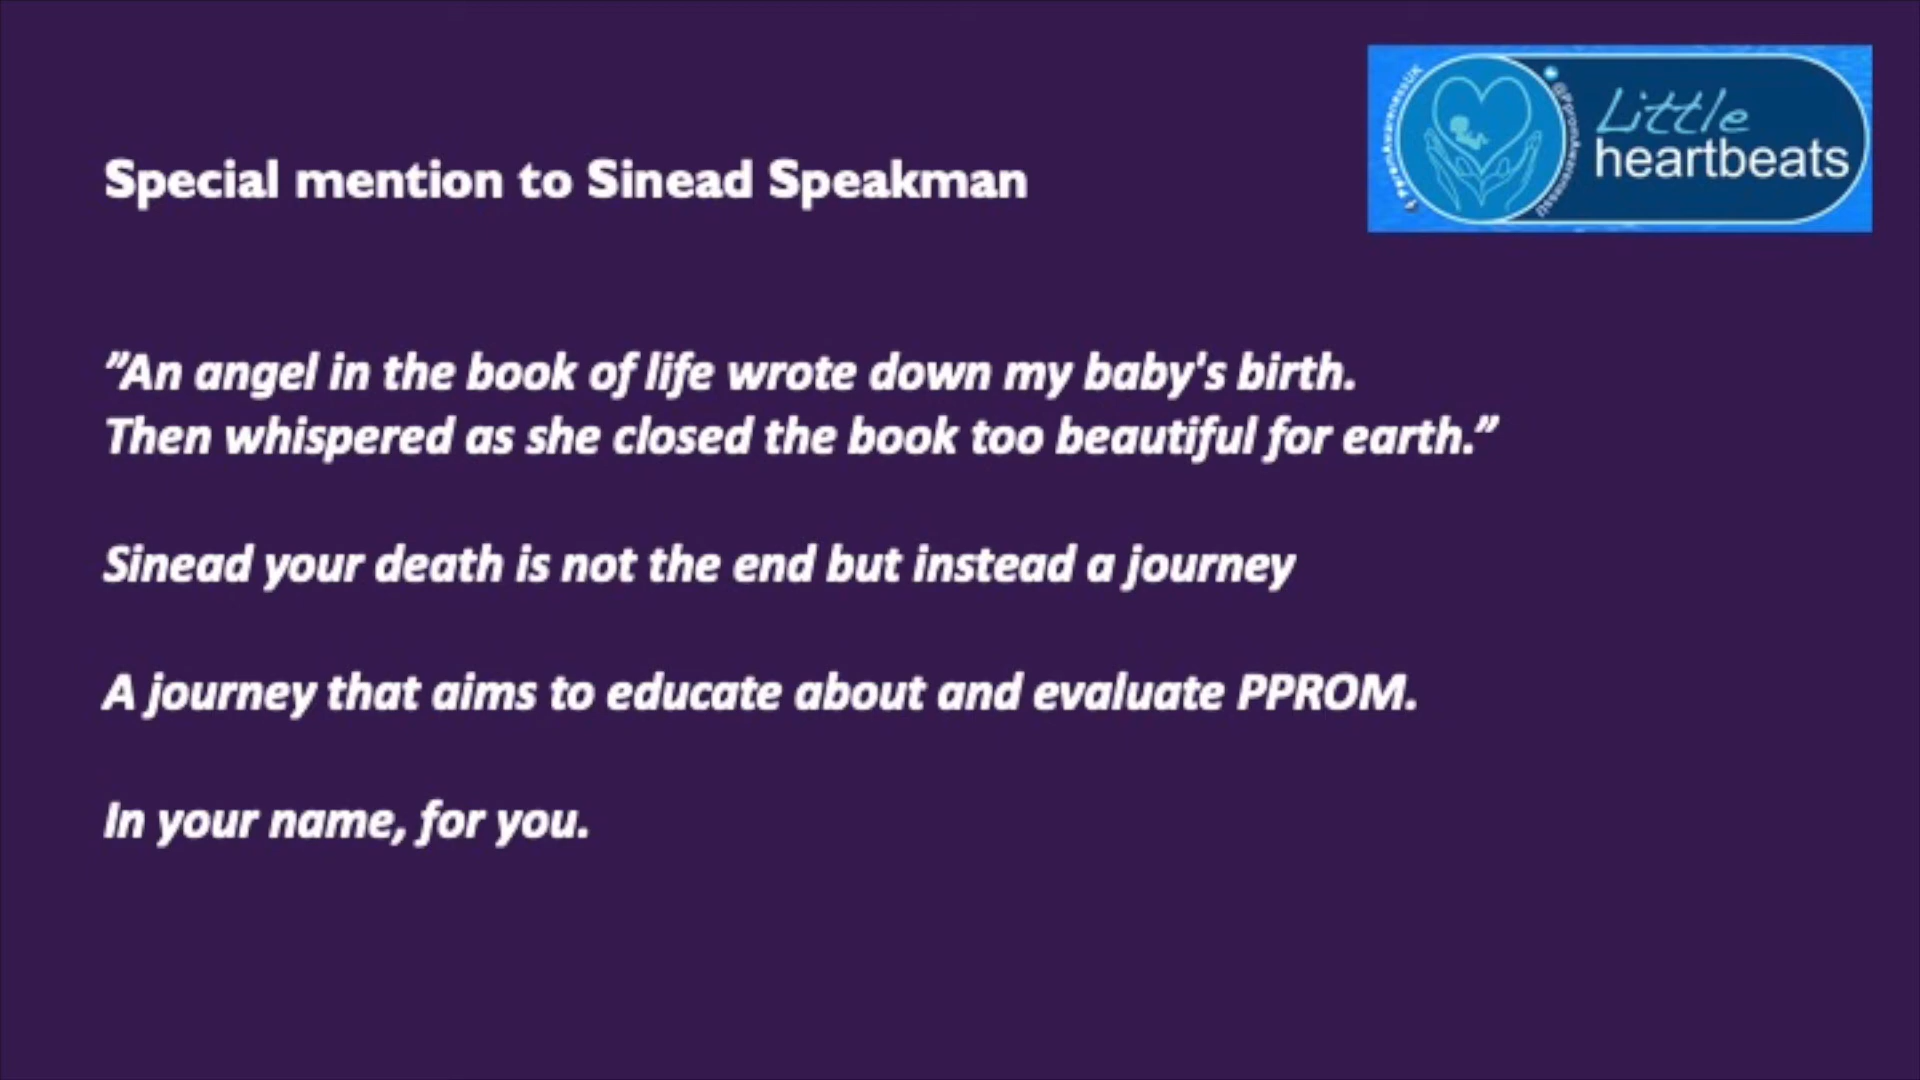 Special mention to Sinead Speakman
Little
heartbeats
”An angel in the book of life wrote down my baby's birth.
Then whispered as she closed the book too beautiful for earth.”
Sinead your death is not the end but instead a journey
A journey that aims to educate about and evaluate PPROM.
In your name, for you.